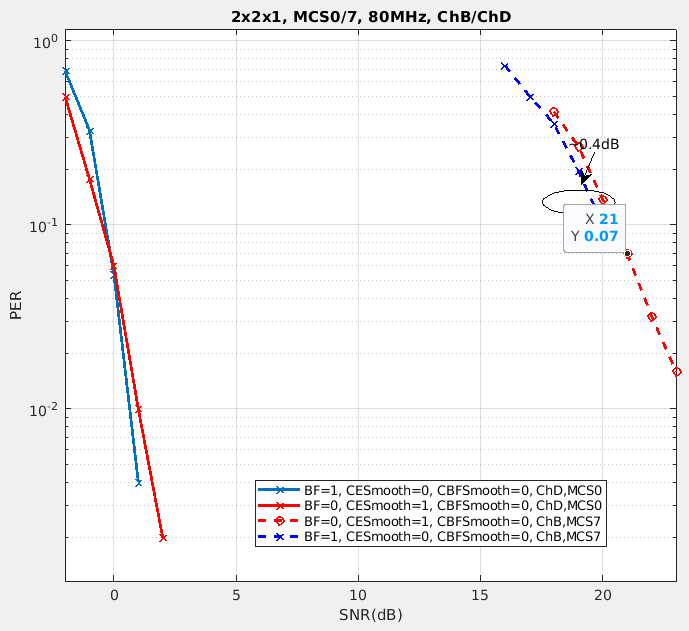 2x2x1, MCS0/7, 80MHz, ChB/ChD
10^0
10^-1
10^-2
PER
~0.4dB
X 21
Y 0.07
BF=1, CESmooth=0, CBFSmooth=0, ChD,MCS0
BF=0, CESmooth=1, CBFSmooth=0, ChD,MCS0
BF=0, CESmooth=1, CBFSmooth=0, ChB,MCS7
BF=1, CESmooth=0, CBFSmooth=0, ChB,MCS7
0 5 10 15 20
SNR(dB)